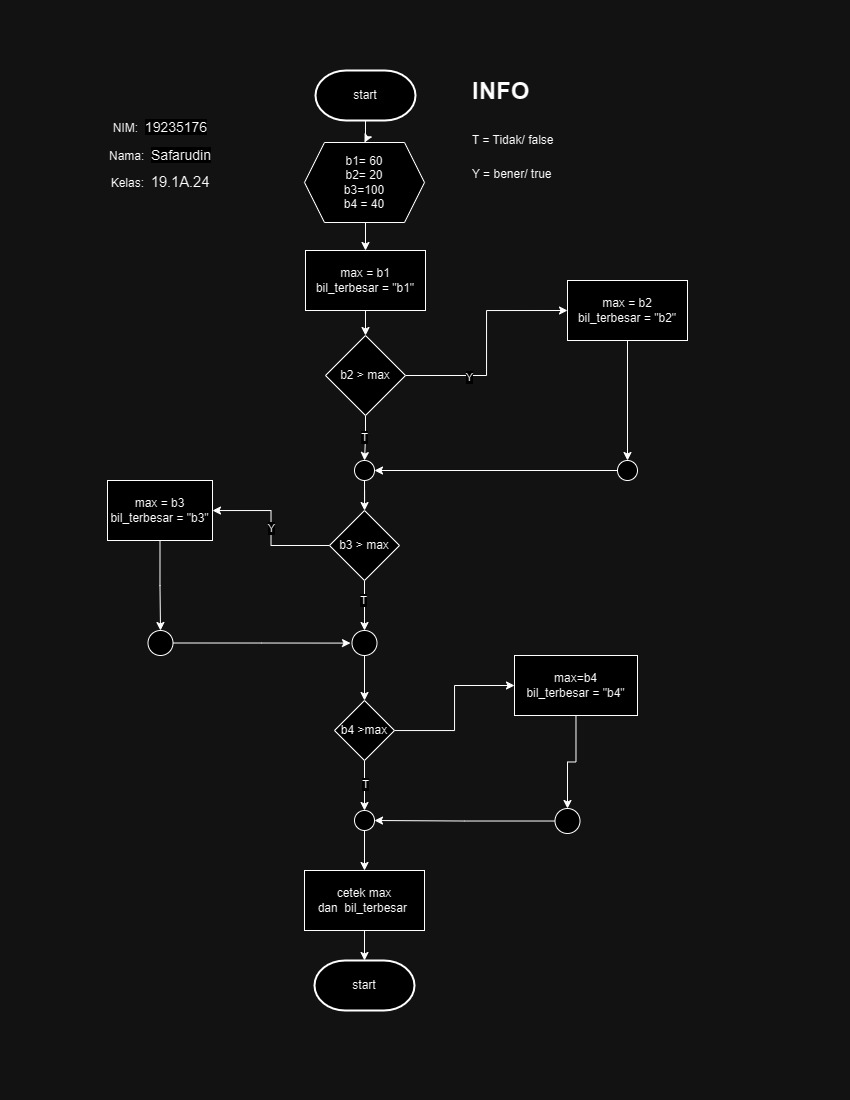 start
INFO
NIM: 19235176
T = Tidak/ false
Nama: Safarudin
b1= 60
b2= 20
b3=100
b4 = 40
Y = bener/ true
Kelas: 19.1A.24
max = b1
bil_terbesar = "b1"
max = b2
bil_terbesar = "b2"
b2 > max
Y
T
max = b3
bil_terbesar = "b3"
Y
b3 > max
T
max=b4
bil_terbesar = "b4"
b4 >max
T
cetek max
dan bil_terbesar
start